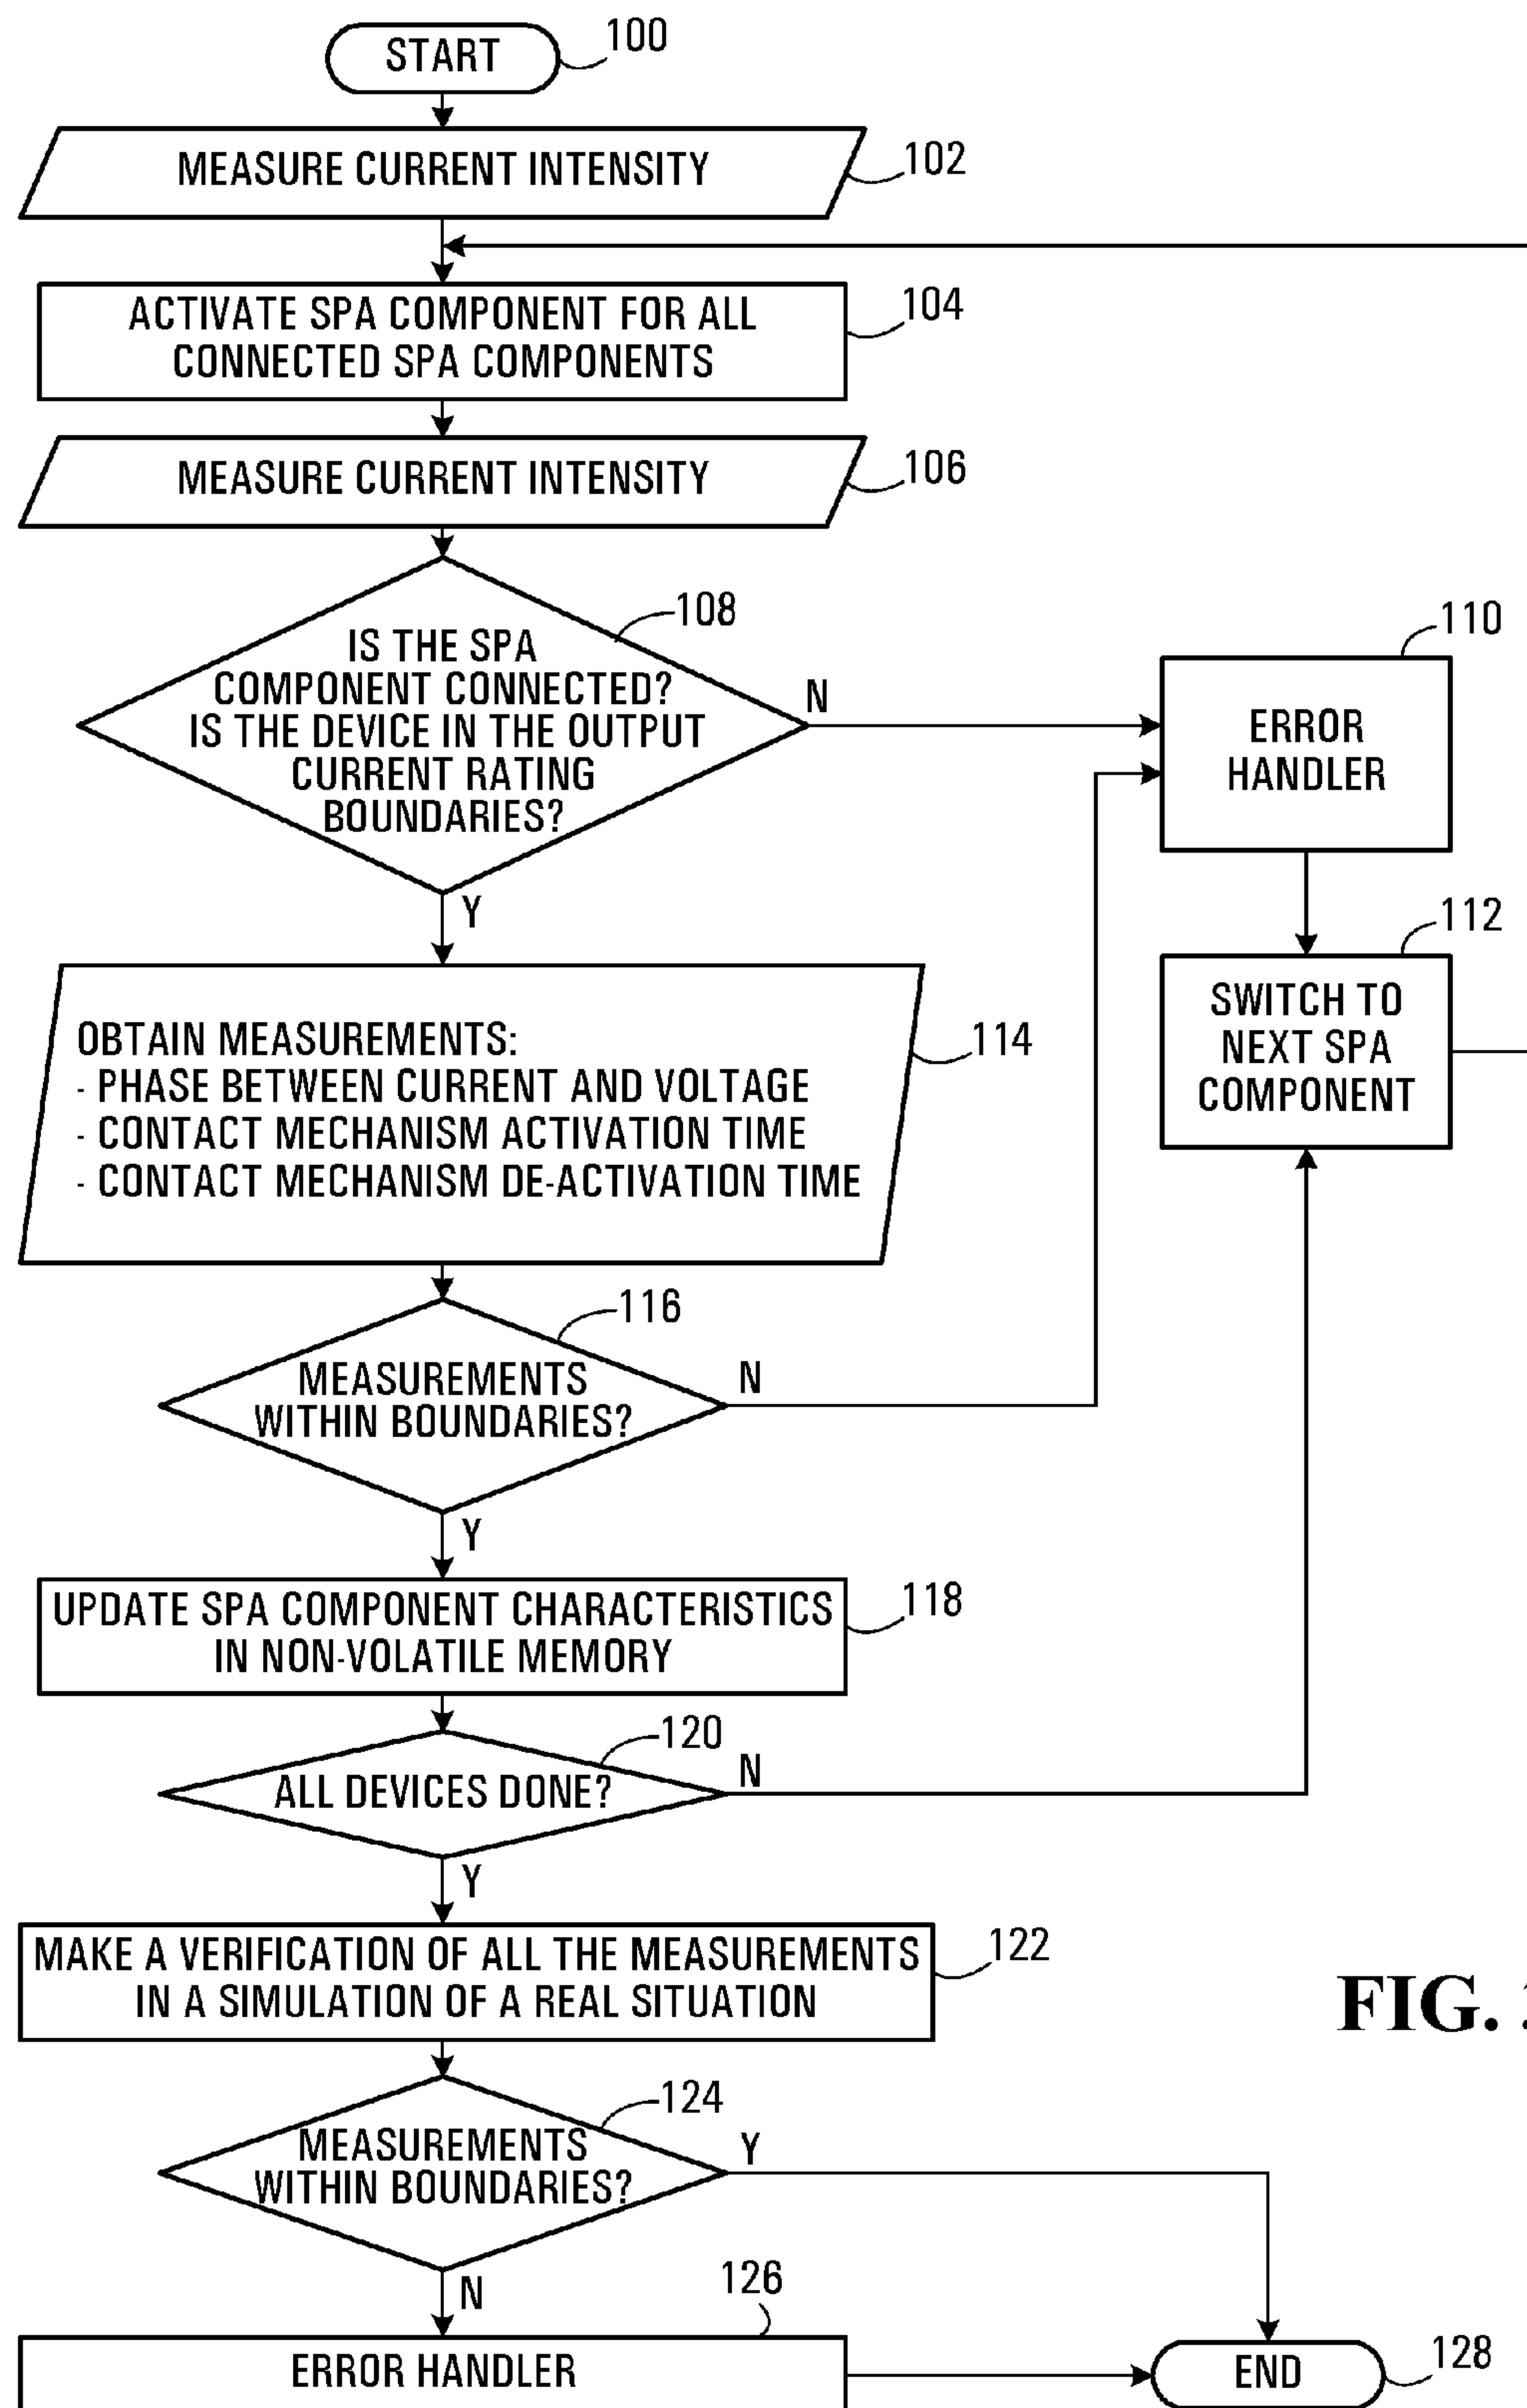 START
100
MEASURE CURRENT INTENSITY
102
ACTIVATE SPA COMPONENT FOR ALL
CONNECTED SPA COMPONENTS
104
MEASURE CURRENT INTENSITY
106
IS THE SPA
COMPONENT CONNECTED?
IS THE DEVICE IN THE OUTPUT
CURRENT RATING
BOUNDARIES?
108
N
Y
ERROR
HANDLER
110
SWITCH TO
NEXT SPA
COMPONENT
112
OBTAIN MEASUREMENTS:
- PHASE BETWEEN CURRENT AND VOLTAGE
- CONTACT MECHANISM ACTIVATION TIME
- CONTACT MECHANISM DE-ACTIVATION TIME
114
MEASUREMENTS
WITHIN BOUNDARIES?
116
N
Y
UPDATE SPA COMPONENT CHARACTERISTICS
IN NON-VOLATILE MEMORY
118
ALL DEVICES DONE?
120
N
Y
MAKE A VERIFICATION OF ALL THE MEASUREMENTS
IN A SIMULATION OF A REAL SITUATION
122
FIG.
MEASUREMENTS
WITHIN BOUNDARIES?
124
Y
N
ERROR HANDLER
126
END
128